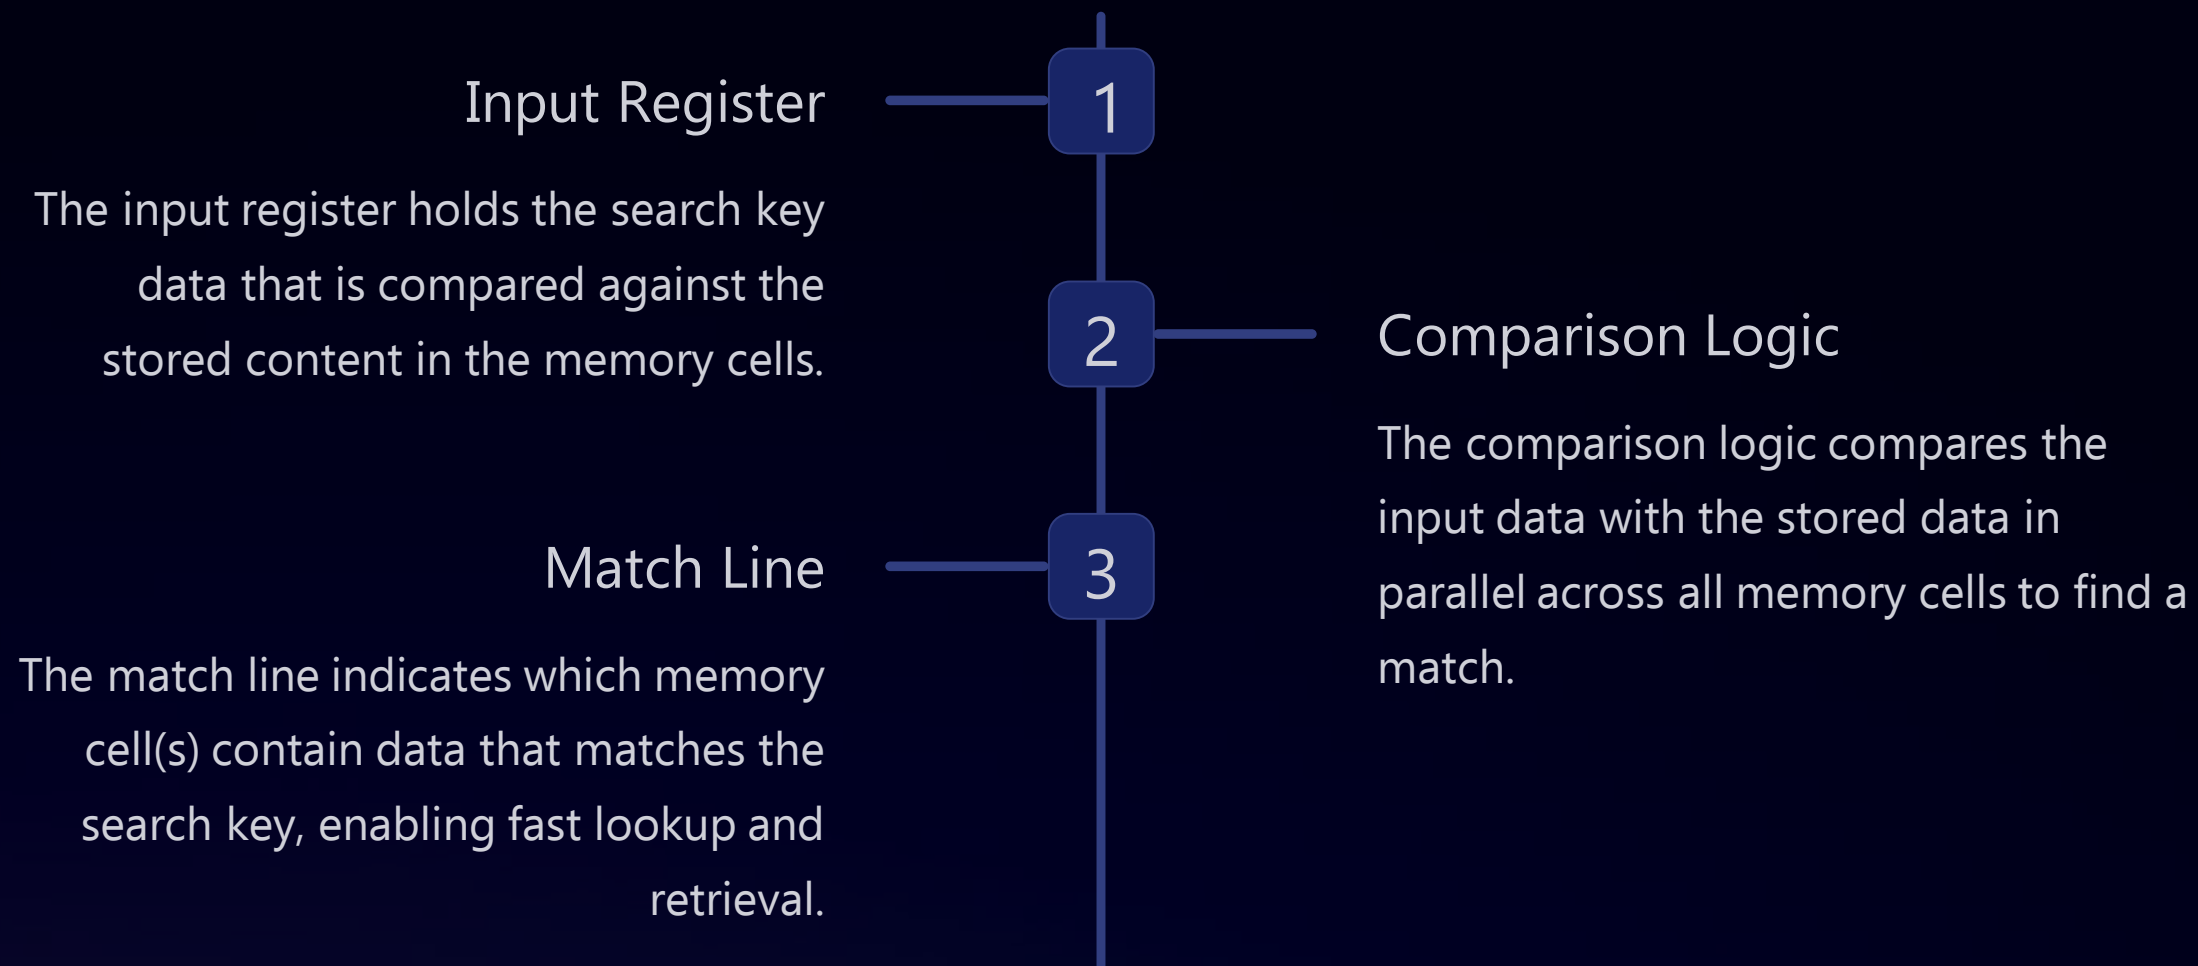 1
Input Register
The input register holds the search key
data that is compared against the
stored content in the memory cells.
2
Comparison Logic
The comparison logic compares the
input data with the stored data in
parallel across all memory cells to find a
match.
3
Match Line
The match line indicates which memory
cell(s) contain data that matches the
search key, enabling fast lookup and
retrieval.